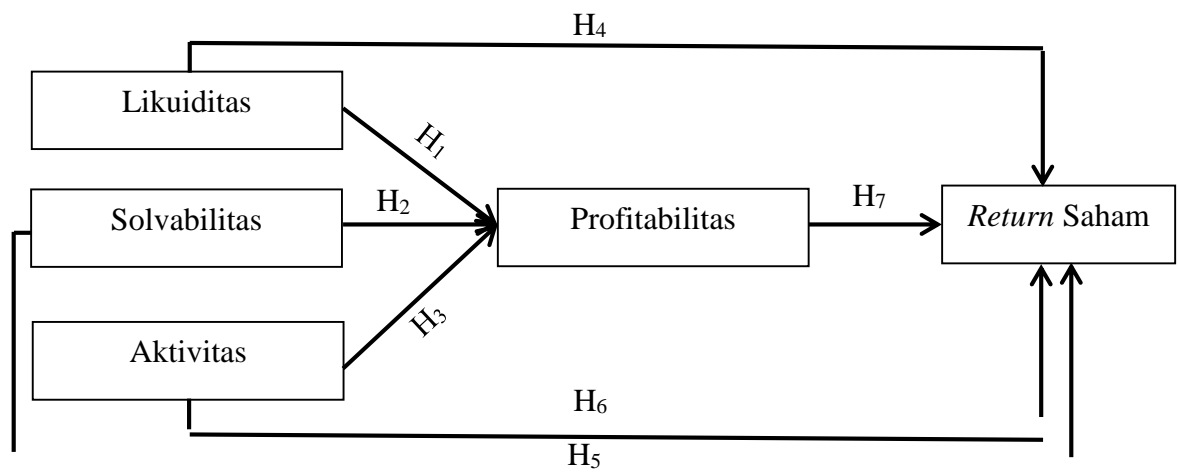 H₄
Likuiditas
H₁
Solvabilitas
H₂
Profitabilitas
H₇
Return Saham
H₃
Aktivitas
H₆
H₅